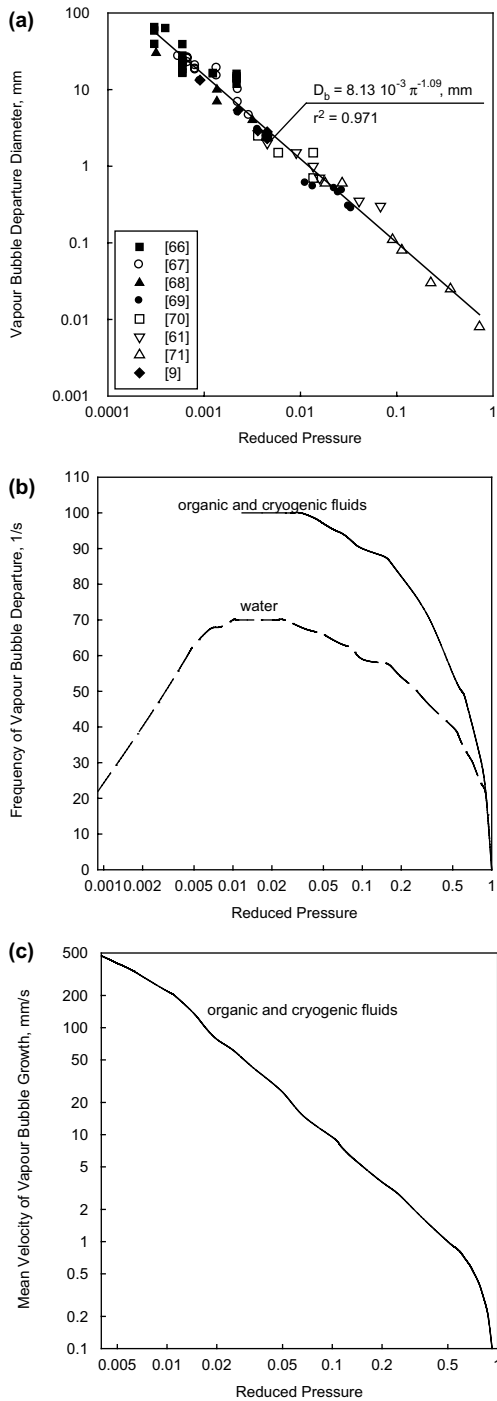 (a)
100
10
1
0.1
0.01
0.001
Vapour Bubble Departure Diameter, mm
D_b = 8.13 10^-3 π^-1.09, mm
r^2 = 0.971
[66]
[67]
[68]
[69]
[70]
[61]
[71]
[9]
0.0001 0.001 0.01 0.1 1
Reduced Pressure
(b)
110
100
90
80
70
60
50
40
30
20
10
0
Frequency of Vapour Bubble Departure, 1/s
organic and cryogenic fluids
water
0.001 0.002 0.005 0.01 0.02 0.05 0.1 0.2 0.5 1
Reduced Pressure
(c)
500
200
100
50
20
10
5
2
1
0.5
0.2
0.1
Mean Velocity of Vapour Bubble Growth, mm/s
organic and cryogenic fluids
0.005 0.01 0.02 0.05 0.1 0.2 0.5 1
Reduced Pressure